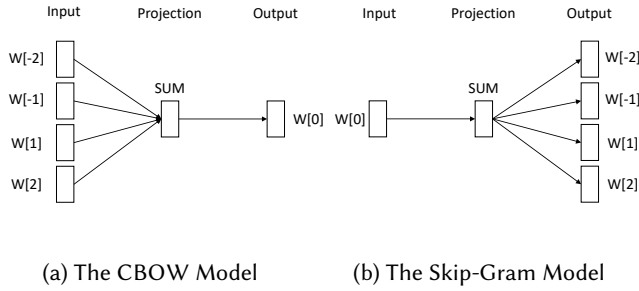 Input Projection Output
W[-2]
W[-1]
W[1]
W[2]
SUM
W[0]
(a) The CBOW Model
Input Projection Output
W[0]
SUM
W[-2]
W[-1]
W[1]
W[2]
(b) The Skip-Gram Model